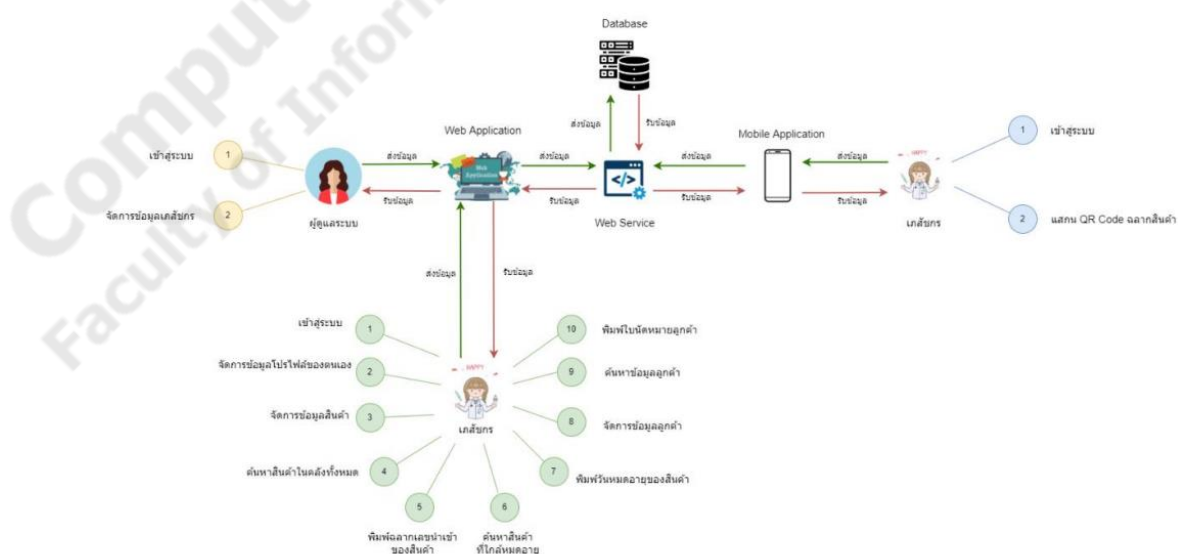 Comput
Faculty of Inform
Database
ส่งข้อมูล
รับข้อมูล
Web Application
Mobile Application
เข้าสู่ระบบ
1
ส่งข้อมูล
Web
Application
ส่งข้อมูล
ส่งข้อมูล
ส่งข้อมูล
HAPPY
1
เข้าสู่ระบบ
จัดการข้อมูลเภสัชกร
2
รับข้อมูล
รับข้อมูล
รับข้อมูล
รับข้อมูล
2
แสกน QR Code ฉลากสินค้า
ผู้ดูแลระบบ
Web Service
เภสัชกร
ส่งข้อมูล
รับข้อมูล
เข้าสู่ระบบ
1
10
พิมพ์ใบนัดหมายลูกค้า
จัดการข้อมูลโปรไฟล์ของตนเอง
2
HAPPY
9
ค้นหาข้อมูลลูกค้า
จัดการข้อมูลสินค้า
3
เภสัชกร
8
จัดการข้อมูลลูกค้า
ค้นหาสินค้าในคลังทั้งหมด
4
7
พิมพ์วันหมดอายุของสินค้า
5
6
พิมพ์ฉลากเลขนำเข้า
ของสินค้า
ค้นหาสินค้า
ที่ใกล้หมดอายุ